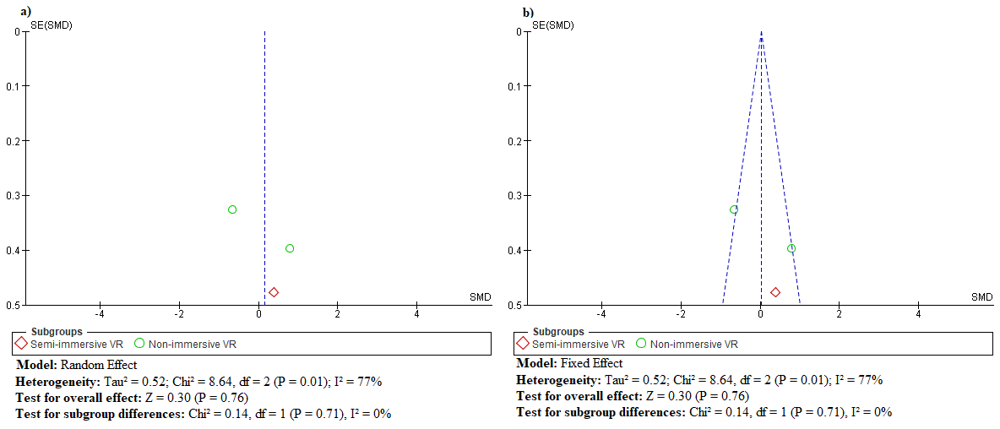 a)
SE(SMD)
0
0.1
0.2
0.3
0.4
0.5
-4
-2
0
2
4
SMD
Subgroups
Semi-immersive VR
Non-immersive VR
Model: Random Effect
Heterogeneity: Tau² = 0.52; Chi² = 8.64, df = 2 (P = 0.01); I² = 77%
Test for overall effect: Z = 0.30 (P = 0.76)
Test for subgroup differences: Chi² = 0.14, df = 1 (P = 0.71), I² = 0%
b)
SE(SMD)
0
0.1
0.2
0.3
0.4
0.5
-4
-2
0
2
4
SMD
Subgroups
Semi-immersive VR
Non-immersive VR
Model: Fixed Effect
Heterogeneity: Tau² = 0.52; Chi² = 8.64, df = 2 (P = 0.01); I² = 77%
Test for overall effect: Z = 0.30 (P = 0.76)
Test for subgroup differences: Chi² = 0.14, df = 1 (P = 0.71), I² = 0%